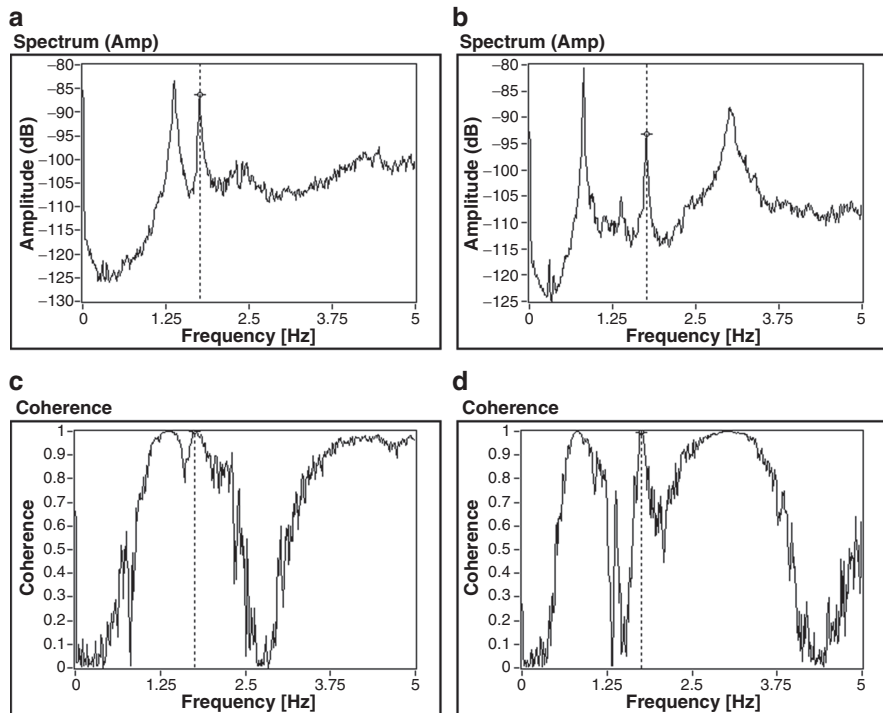 a
Spectrum (Amp)
−80
−85
−90
−95
−100
−105
−110
−115
−120
−125
−130
Amplitude (dB)
0 1.25 2.5 3.75 5
Frequency [Hz]
b
Spectrum (Amp)
−80
−85
−90
−95
−100
−105
−110
−115
−120
−125
Amplitude (dB)
0 1.25 2.5 3.75 5
Frequency [Hz]
c
Coherence
1
0.9
0.8
0.7
0.6
0.5
0.4
0.3
0.2
0.1
0
Coherence
0 1.25 2.5 3.75 5
Frequency [Hz]
d
Coherence
1
0.9
0.8
0.7
0.6
0.5
0.4
0.3
0.2
0.1
0
Coherence
0 1.25 2.5 3.75 5
Frequency [Hz]